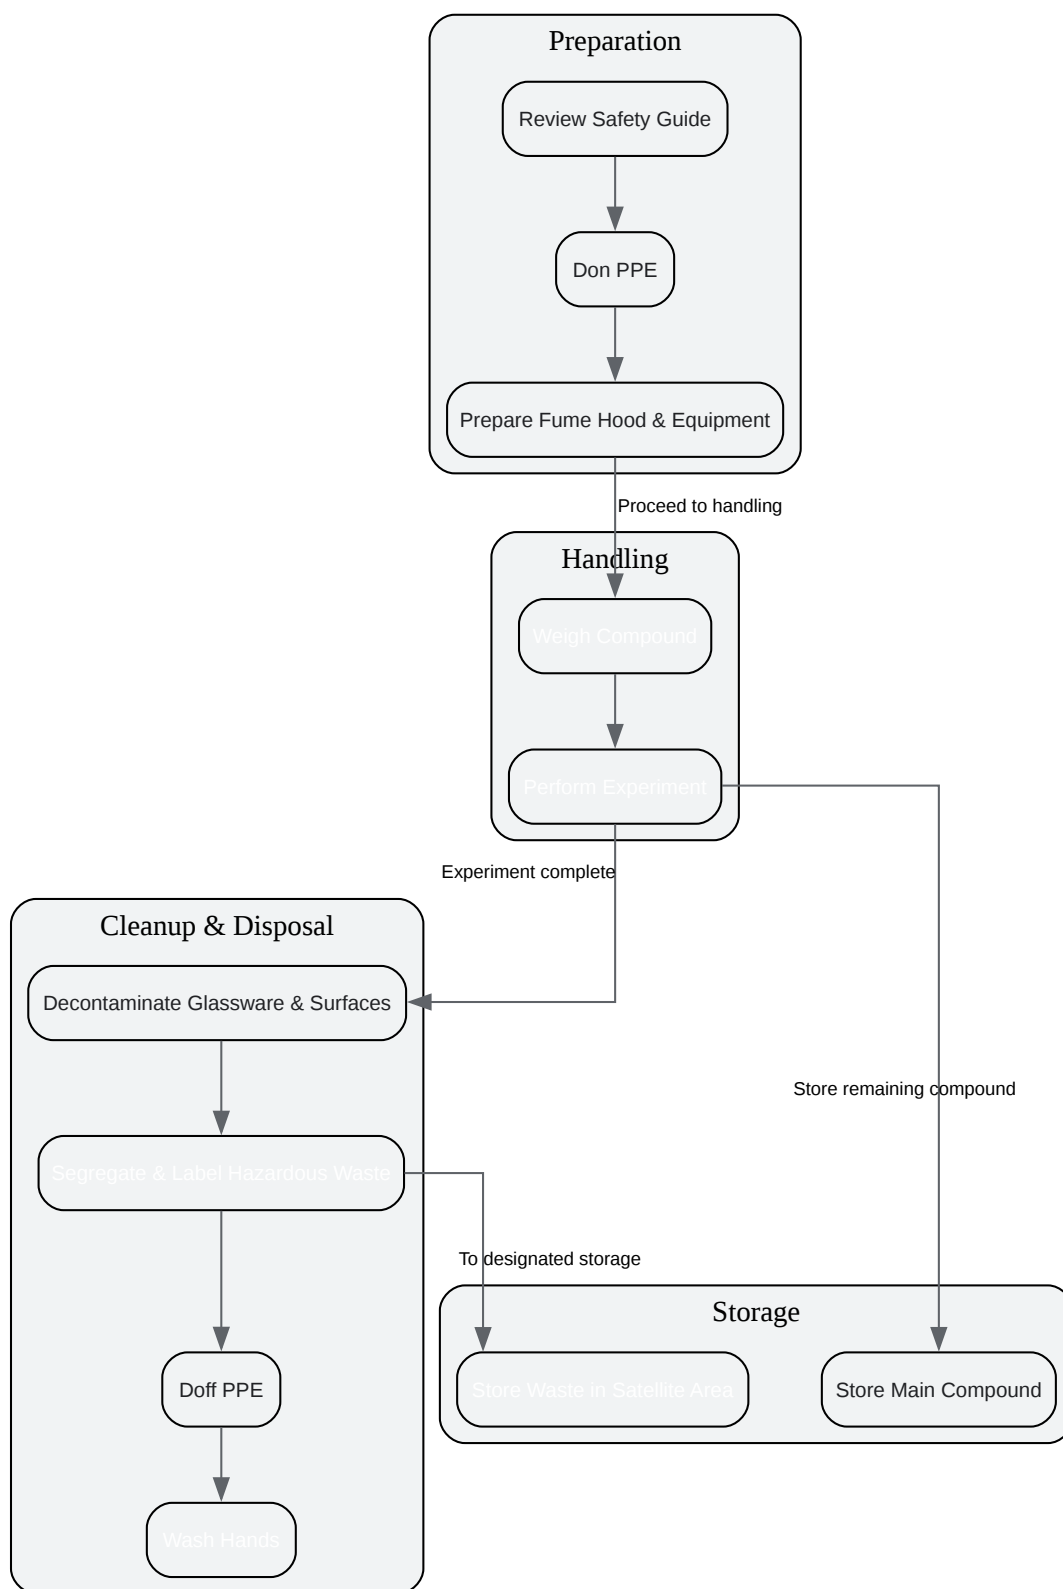 Preparation
Review Safety Guide
Don PPE
Prepare Fume Hood & Equipment
Proceed to handling
Handling
Weigh Compound
Perform Experiment
Experiment complete
Cleanup & Disposal
Decontaminate Glassware & Surfaces
Store remaining compound
Segregate & Label Hazardous Waste
To designated storage
Storage
Doff PPE
Store Waste in Satellite Area
Store Main Compound
Wash Hands